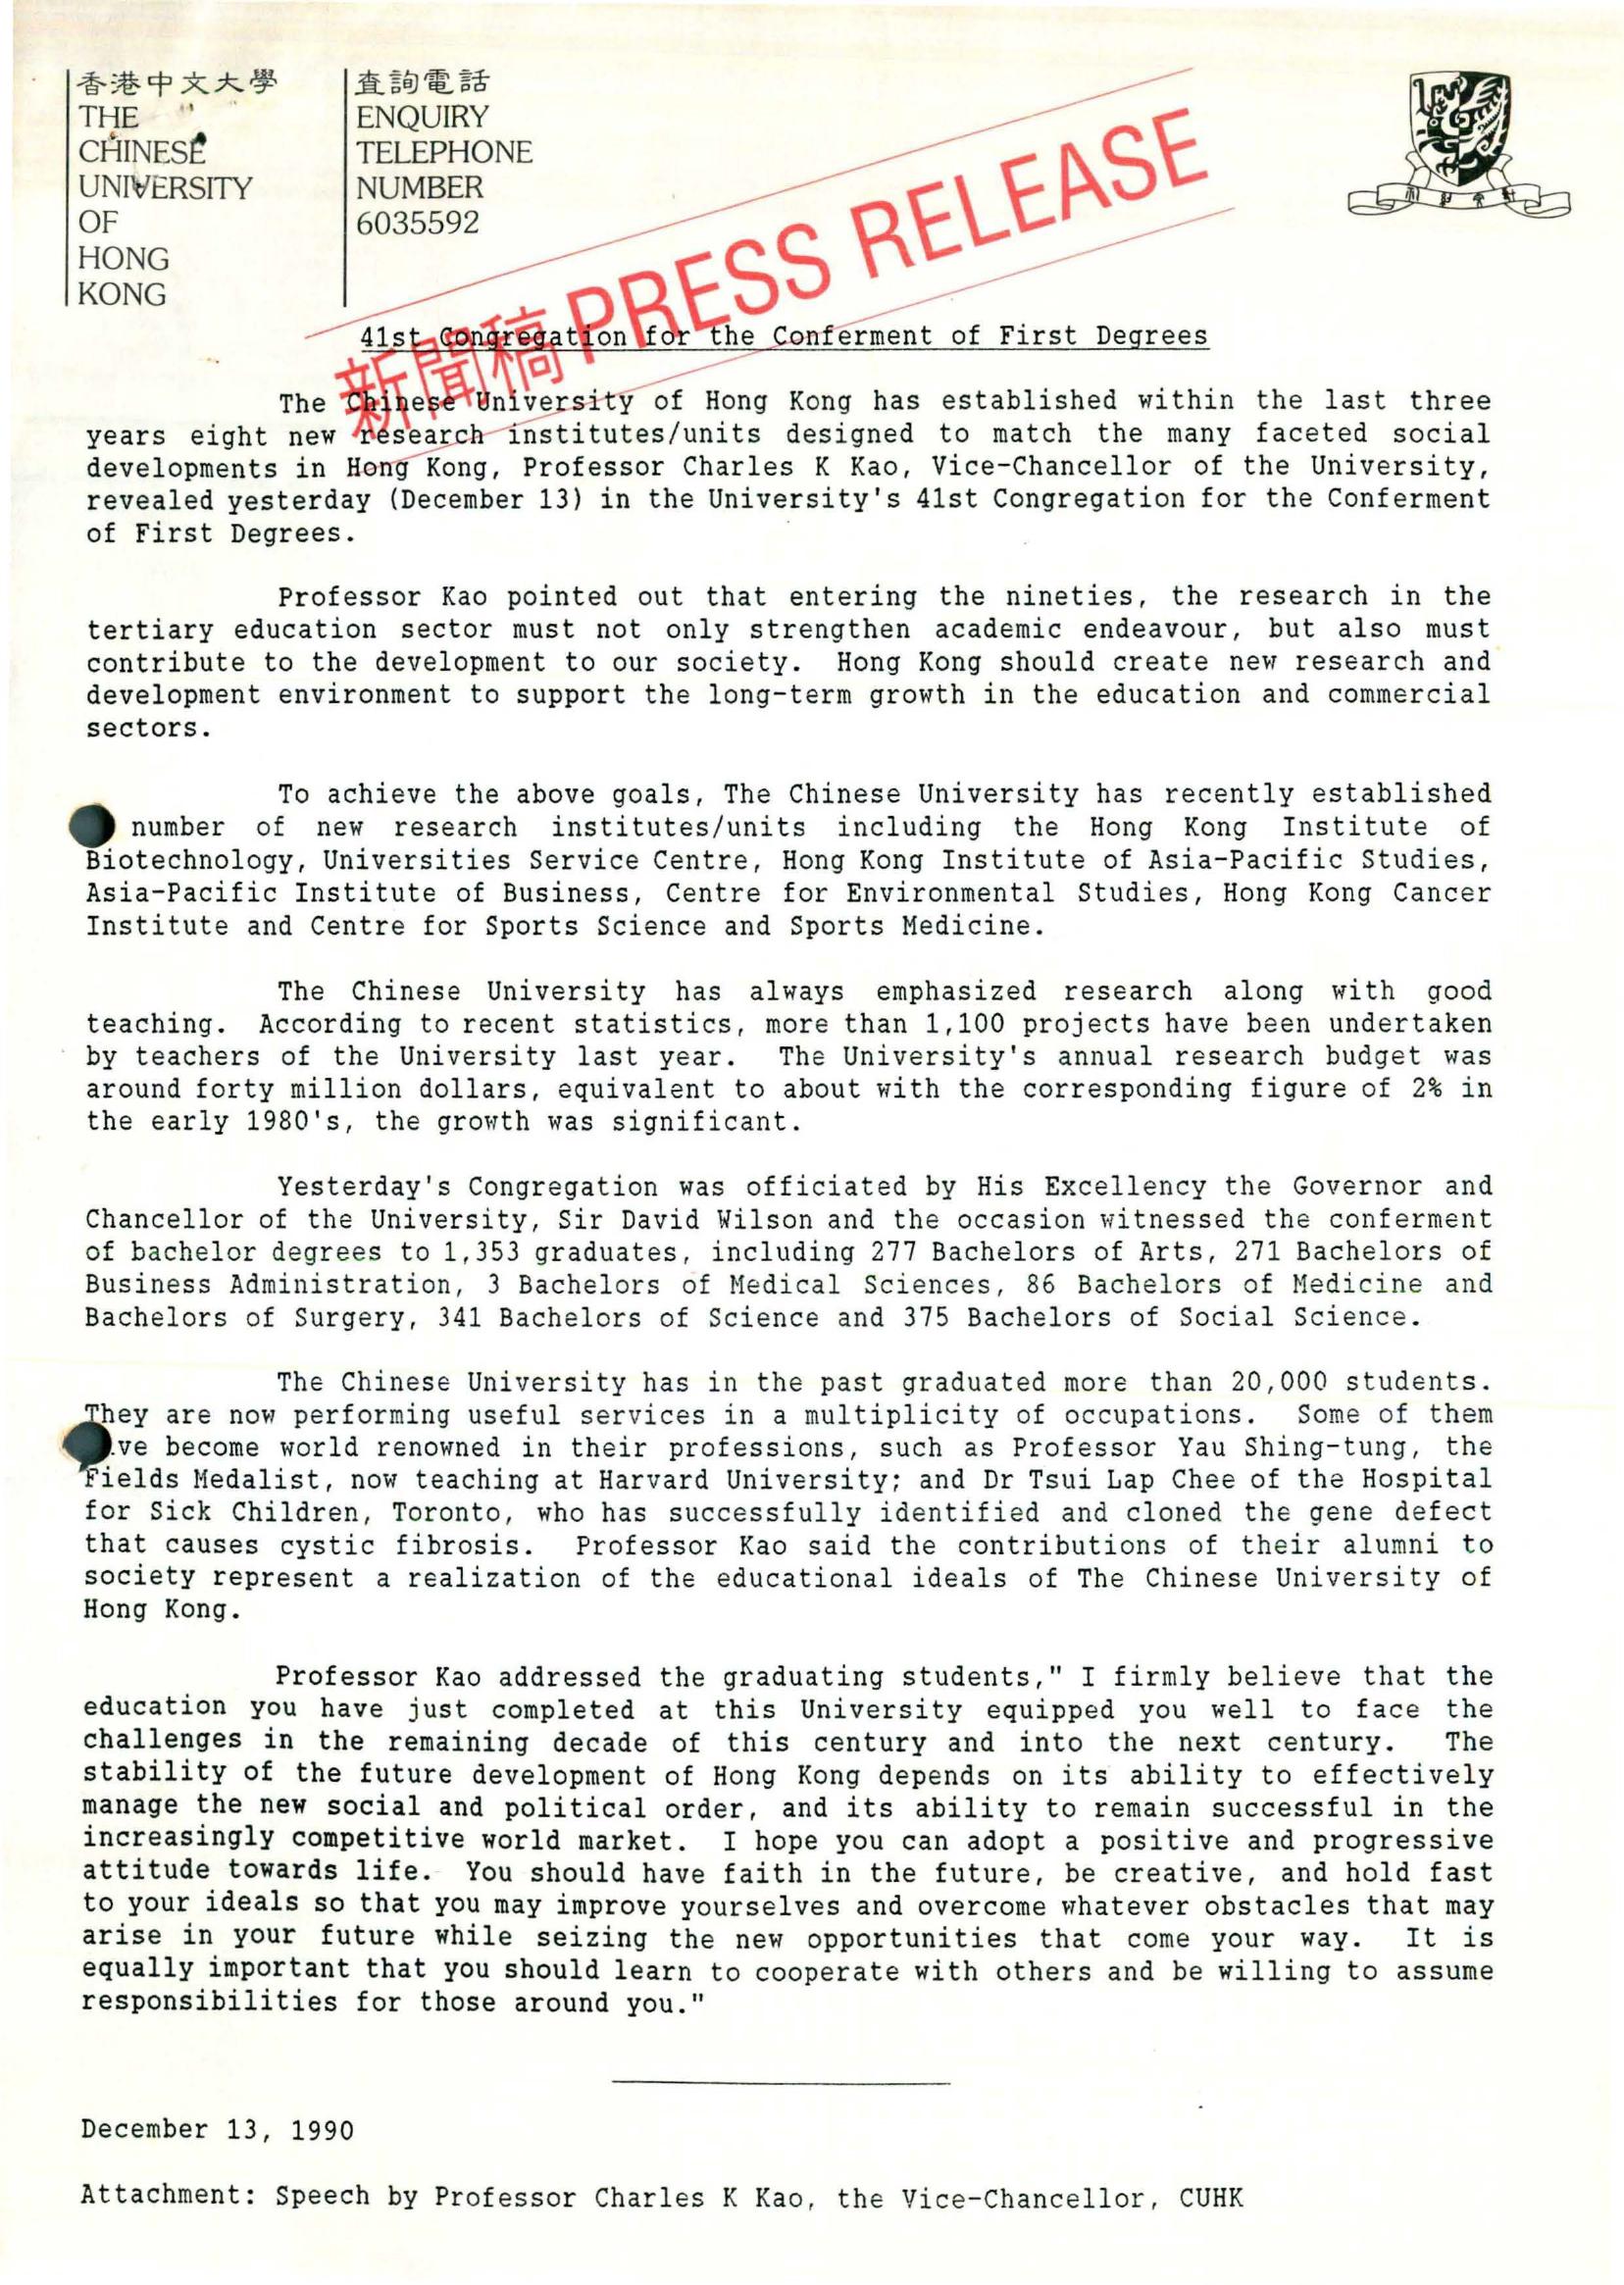 香港中文大學
THE
CHINESE
UNIVERSITY
OF
HONG
KONG
查詢電話
ENQUIRY
TELEPHONE
NUMBER
6035592
新聞稿 PRESS RELEASE
41st Congregation for the Conferment of First Degrees
The Chinese University of Hong Kong has established within the last three
years eight new research institutes/units designed to match the many faceted social
developments in Hong Kong, Professor Charles K Kao, Vice-Chancellor of the University,
revealed yesterday (December 13) in the University's 41st Congregation for the Conferment
of First Degrees.
Professor Kao pointed out that entering the nineties, the research in the
tertiary education sector must not only strengthen academic endeavour, but also must
contribute to the development to our society. Hong Kong should create new research and
development environment to support the long-term growth in the education and commercial
sectors.
To achieve the above goals, The Chinese University has recently established
number of new research institutes/units including the Hong Kong Institute of
Biotechnology, Universities Service Centre, Hong Kong Institute of Asia-Pacific Studies,
Asia-Pacific Institute of Business, Centre for Environmental Studies, Hong Kong Cancer
Institute and Centre for Sports Science and Sports Medicine.
The Chinese University has always emphasized research along with good
teaching. According to recent statistics, more than 1,100 projects have been undertaken
by teachers of the University last year. The University's annual research budget was
around forty million dollars, equivalent to about with the corresponding figure of 2% in
the early 1980's, the growth was significant.
Yesterday's Congregation was officiated by His Excellency the Governor and
Chancellor of the University, Sir David Wilson and the occasion witnessed the conferment
of bachelor degrees to 1,353 graduates, including 277 Bachelors of Arts, 271 Bachelors of
Business Administration, 3 Bachelors of Medical Sciences, 86 Bachelors of Medicine and
Bachelors of Surgery, 341 Bachelors of Science and 375 Bachelors of Social Science.
The Chinese University has in the past graduated more than 20,000 students.
They are now performing useful services in a multiplicity of occupations. Some of them
ve become world renowned in their professions, such as Professor Yau Shing-tung, the
Fields Medalist, now teaching at Harvard University; and Dr Tsui Lap Chee of the Hospital
for Sick Children, Toronto, who has successfully identified and cloned the gene defect
that causes cystic fibrosis. Professor Kao said the contributions of their alumni to
society represent a realization of the educational ideals of The Chinese University of
Hong Kong.
Professor Kao addressed the graduating students," I firmly believe that the
education you have just completed at this University equipped you well to face the
challenges in the remaining decade of this century and into the next century. The
stability of the future development of Hong Kong depends on its ability to effectively
manage the new social and political order, and its ability to remain successful in the
increasingly competitive world market. I hope you can adopt a positive and progressive
attitude towards life. You should have faith in the future, be creative, and hold fast
to your ideals so that you may improve yourselves and overcome whatever obstacles that may
arise in your future while seizing the new opportunities that come your way. It is
equally important that you should learn to cooperate with others and be willing to assume
responsibilities for those around you."
December 13, 1990
Attachment: Speech by Professor Charles K Kao, the Vice-Chancellor, CUHK